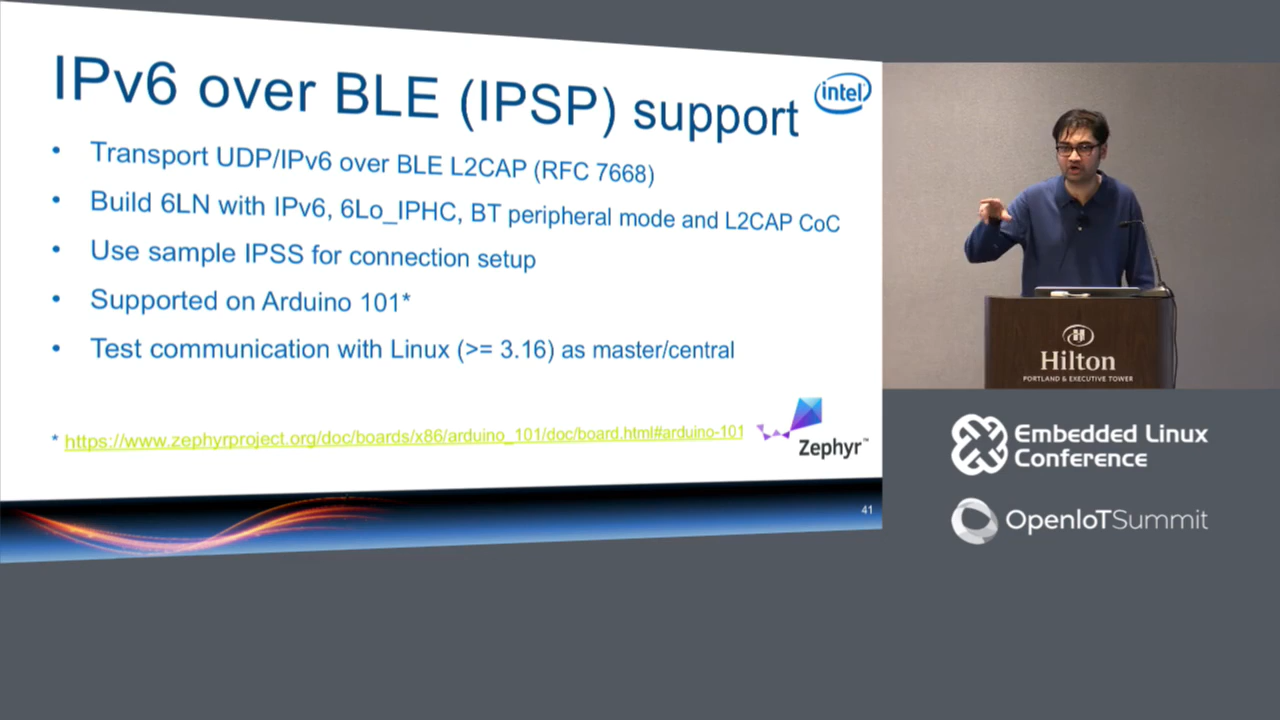 IPv6 over BLE (IPSP) support
intel
• Transport UDP/IPv6 over BLE L2CAP (RFC 7668)
• Build 6LN with IPv6, 6Lo_IPHC, BT peripheral mode and L2CAP CoC
• Use sample IPSS for connection setup
• Supported on Arduino 101*
• Test communication with Linux (>= 3.16) as master/central
* https://www.zephyrproject.org/doc/boards/x86/arduino_101/doc/board.html#arduino-101
Zephyr™
41
Hilton
PORTLAND & EXECUTIVE TOWER
Embedded Linux
Conference
OpenIoTSummit